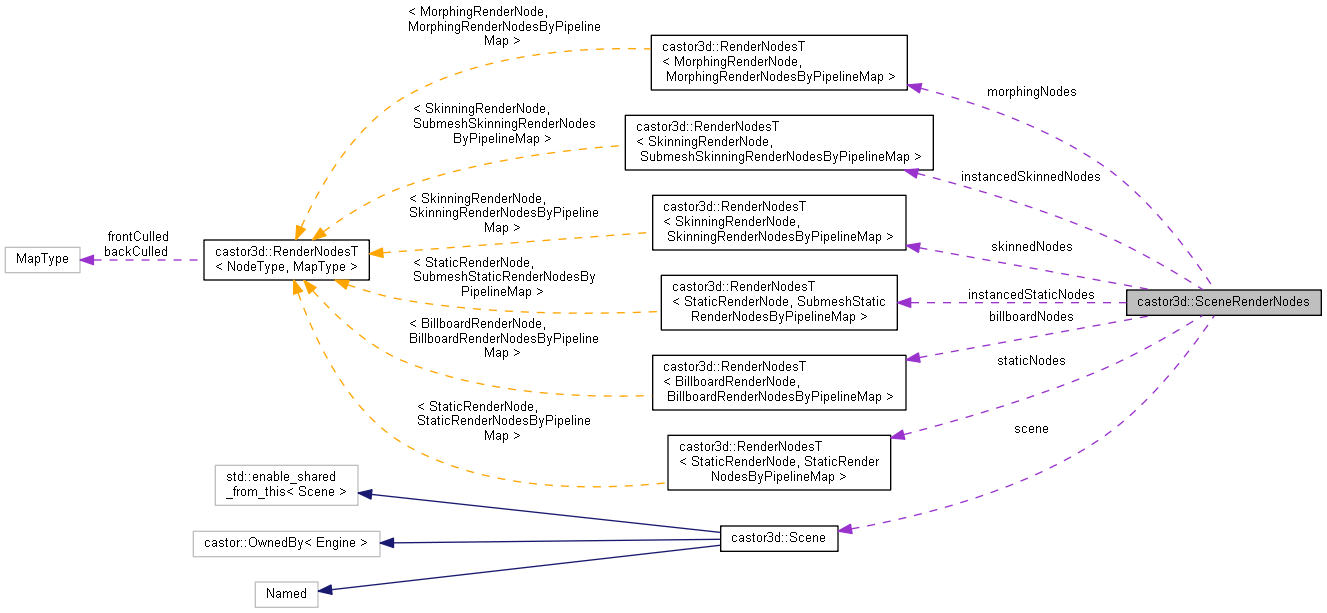 < MorphingRenderNode,
MorphingRenderNodesByPipeline
Map >
castor3d::RenderNodesT
< MorphingRenderNode,
MorphingRenderNodesByPipelineMap >
morphingNodes
< SkinningRenderNode,
SubmeshSkinningRenderNodes
ByPipelineMap >
castor3d::RenderNodesT
< SkinningRenderNode,
SubmeshSkinningRenderNodesByPipelineMap >
instancedSkinnedNodes
< SkinningRenderNode,
SkinningRenderNodesByPipeline
Map >
castor3d::RenderNodesT
< SkinningRenderNode,
SkinningRenderNodesByPipelineMap >
skinnedNodes
MapType
frontCulled
backCulled
castor3d::RenderNodesT
< NodeType, MapType >
< StaticRenderNode,
SubmeshStaticRenderNodesBy
PipelineMap >
castor3d::RenderNodesT
< StaticRenderNode, SubmeshStatic
RenderNodesByPipelineMap >
instancedStaticNodes
castor3d::SceneRenderNodes
< BillboardRenderNode,
BillboardRenderNodesByPipeline
Map >
castor3d::RenderNodesT
< BillboardRenderNode,
BillboardRenderNodesByPipelineMap >
billboardNodes
< StaticRenderNode,
StaticRenderNodesByPipeline
Map >
castor3d::RenderNodesT
< StaticRenderNode, StaticRender
NodesByPipelineMap >
staticNodes
scene
std::enable_shared
_from_this< Scene >
castor::OwnedBy< Engine >
Named
castor3d::Scene